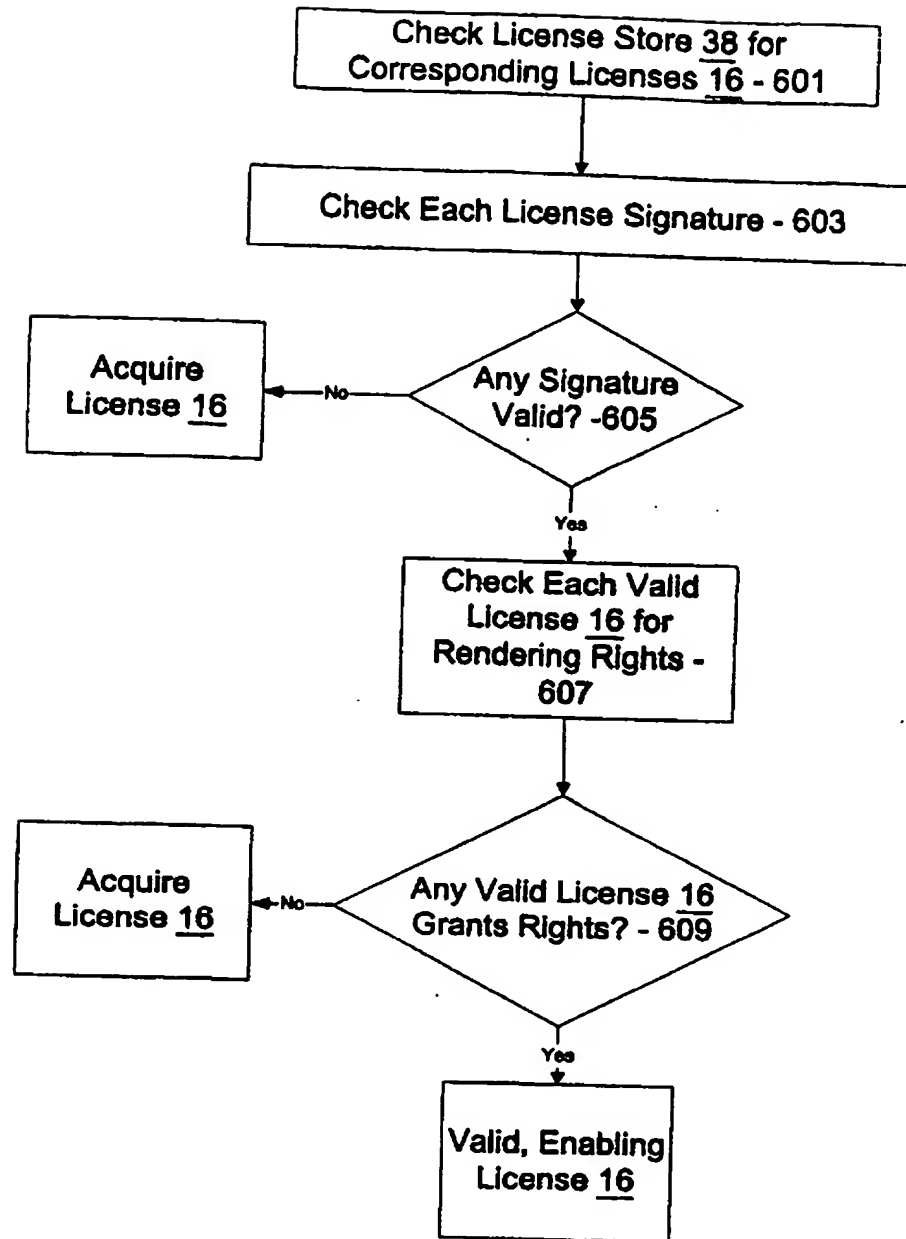 Check License Store 38 for
Corresponding Licenses 16 - 601
Check Each License Signature - 603
Acquire
License 16
No
Any Signature
Valid? -605
Yes
Check Each Valid
License 16 for
Rendering Rights -
607
Acquire
License 16
No
Any Valid License 16
Grants Rights? - 609
Yes
Valid, Enabling
License 16